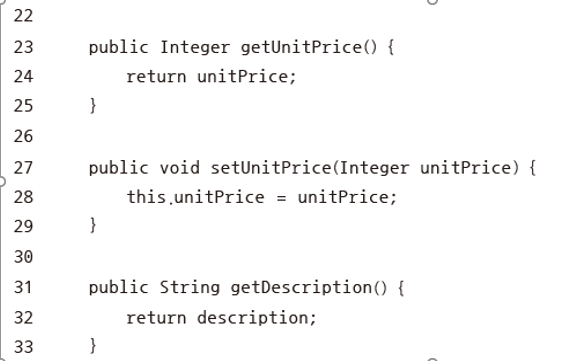 22
23 public Integer getUnitPrice() {
24 return unitPrice;
25 }
26
27 public void setUnitPrice(Integer unitPrice) {
28 this.unitPrice = unitPrice;
29 }
30
31 public String getDescription() {
32 return description;
33 }